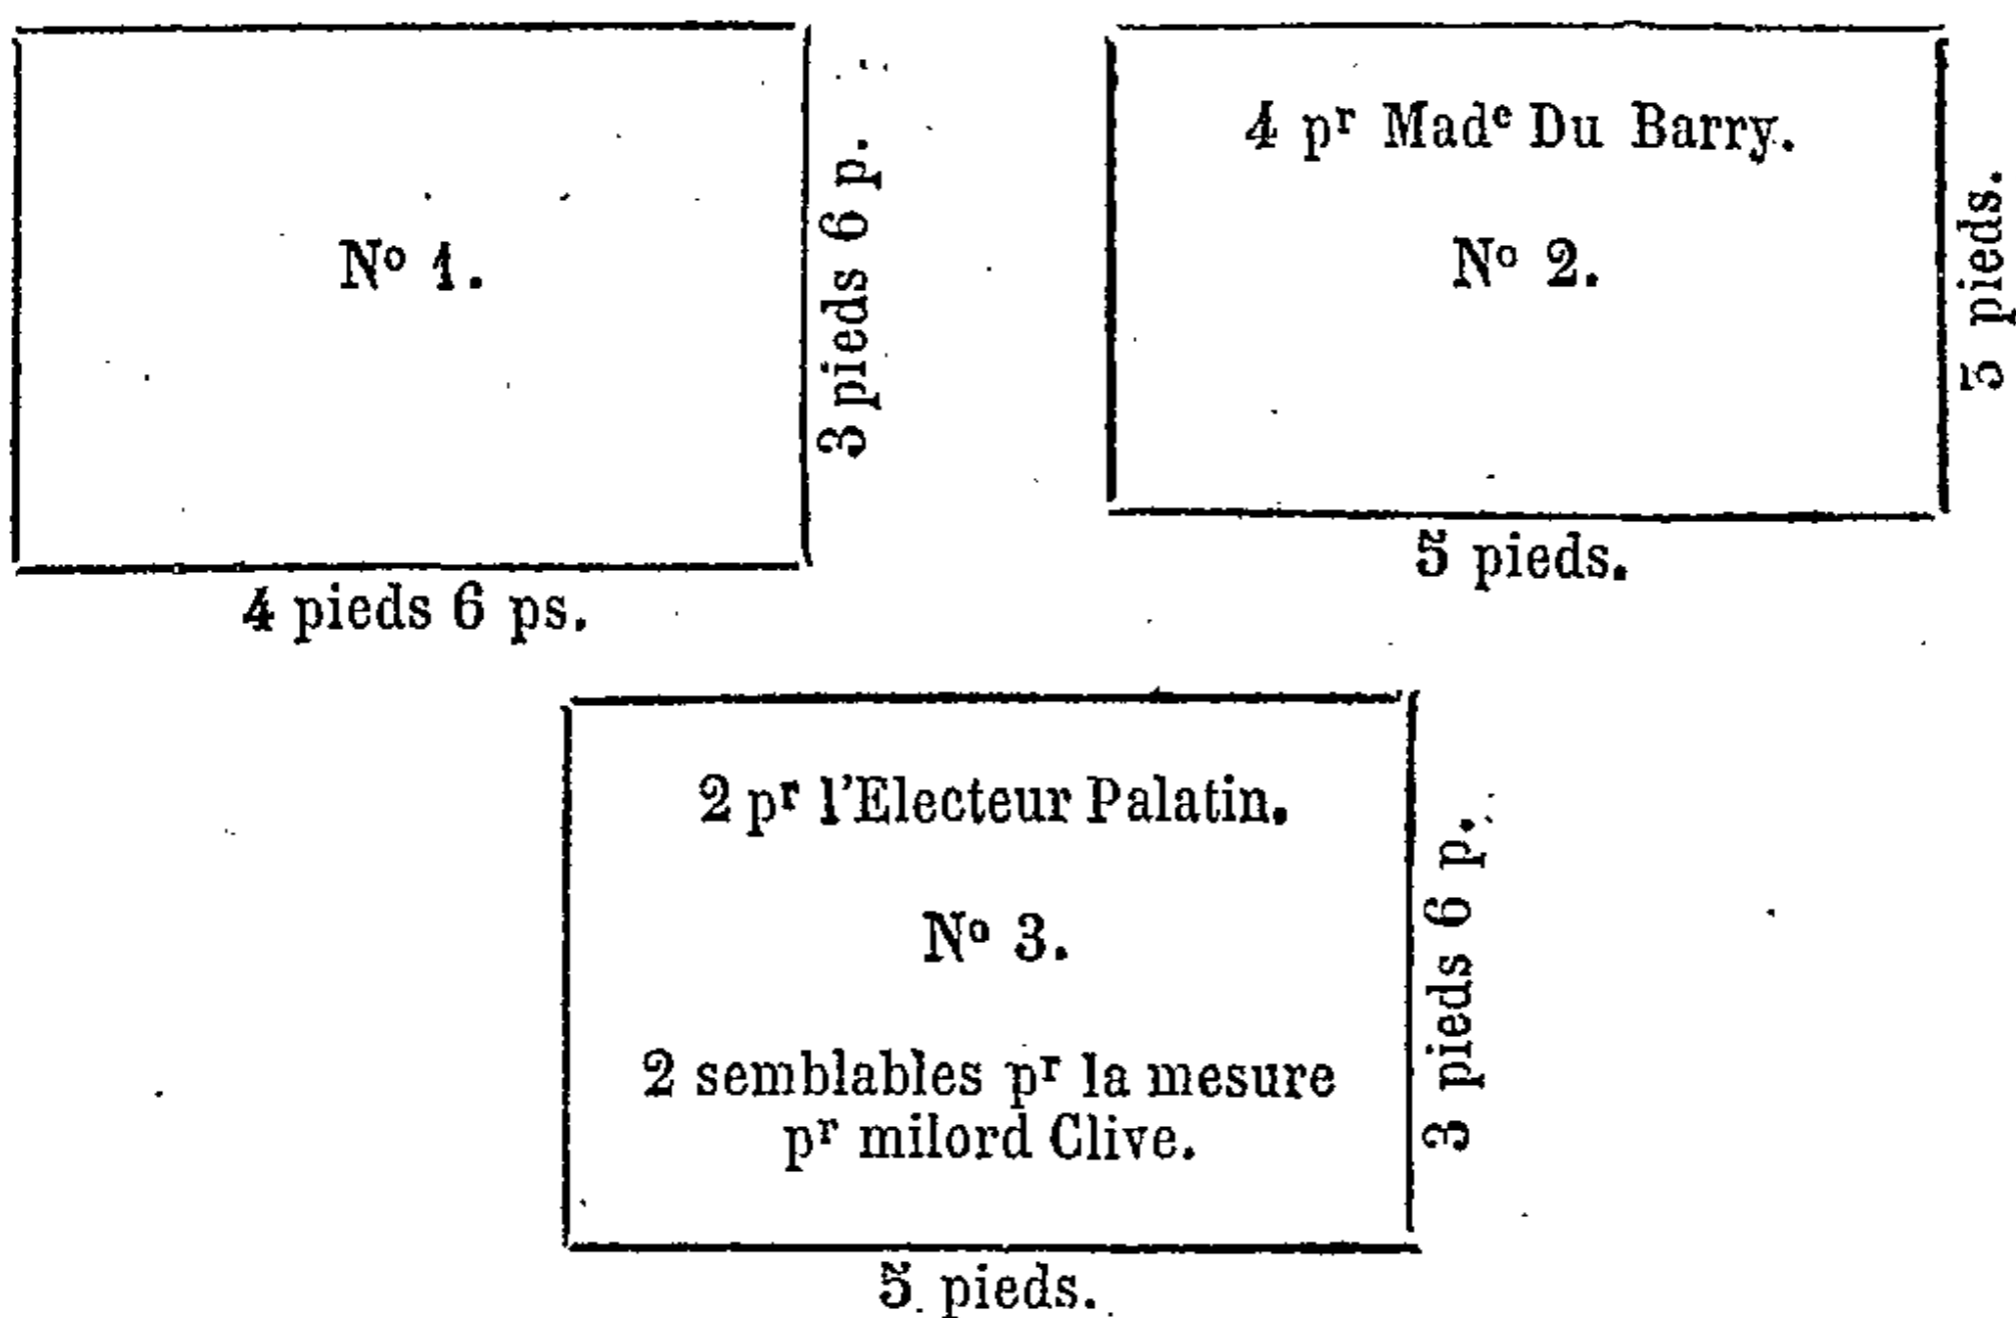 Nº 1.
3 pieds 6 p.
4 pieds 6 ps.
4 pʳ Madᵉ Du Barry.
Nº 2.
3 pieds.
5 pieds.
2 pʳ l'Electeur Palatin.
Nº 3.
2 semblables pʳ la mesure
pʳ milord Clive.
3 pieds 6 p.
5 pieds.